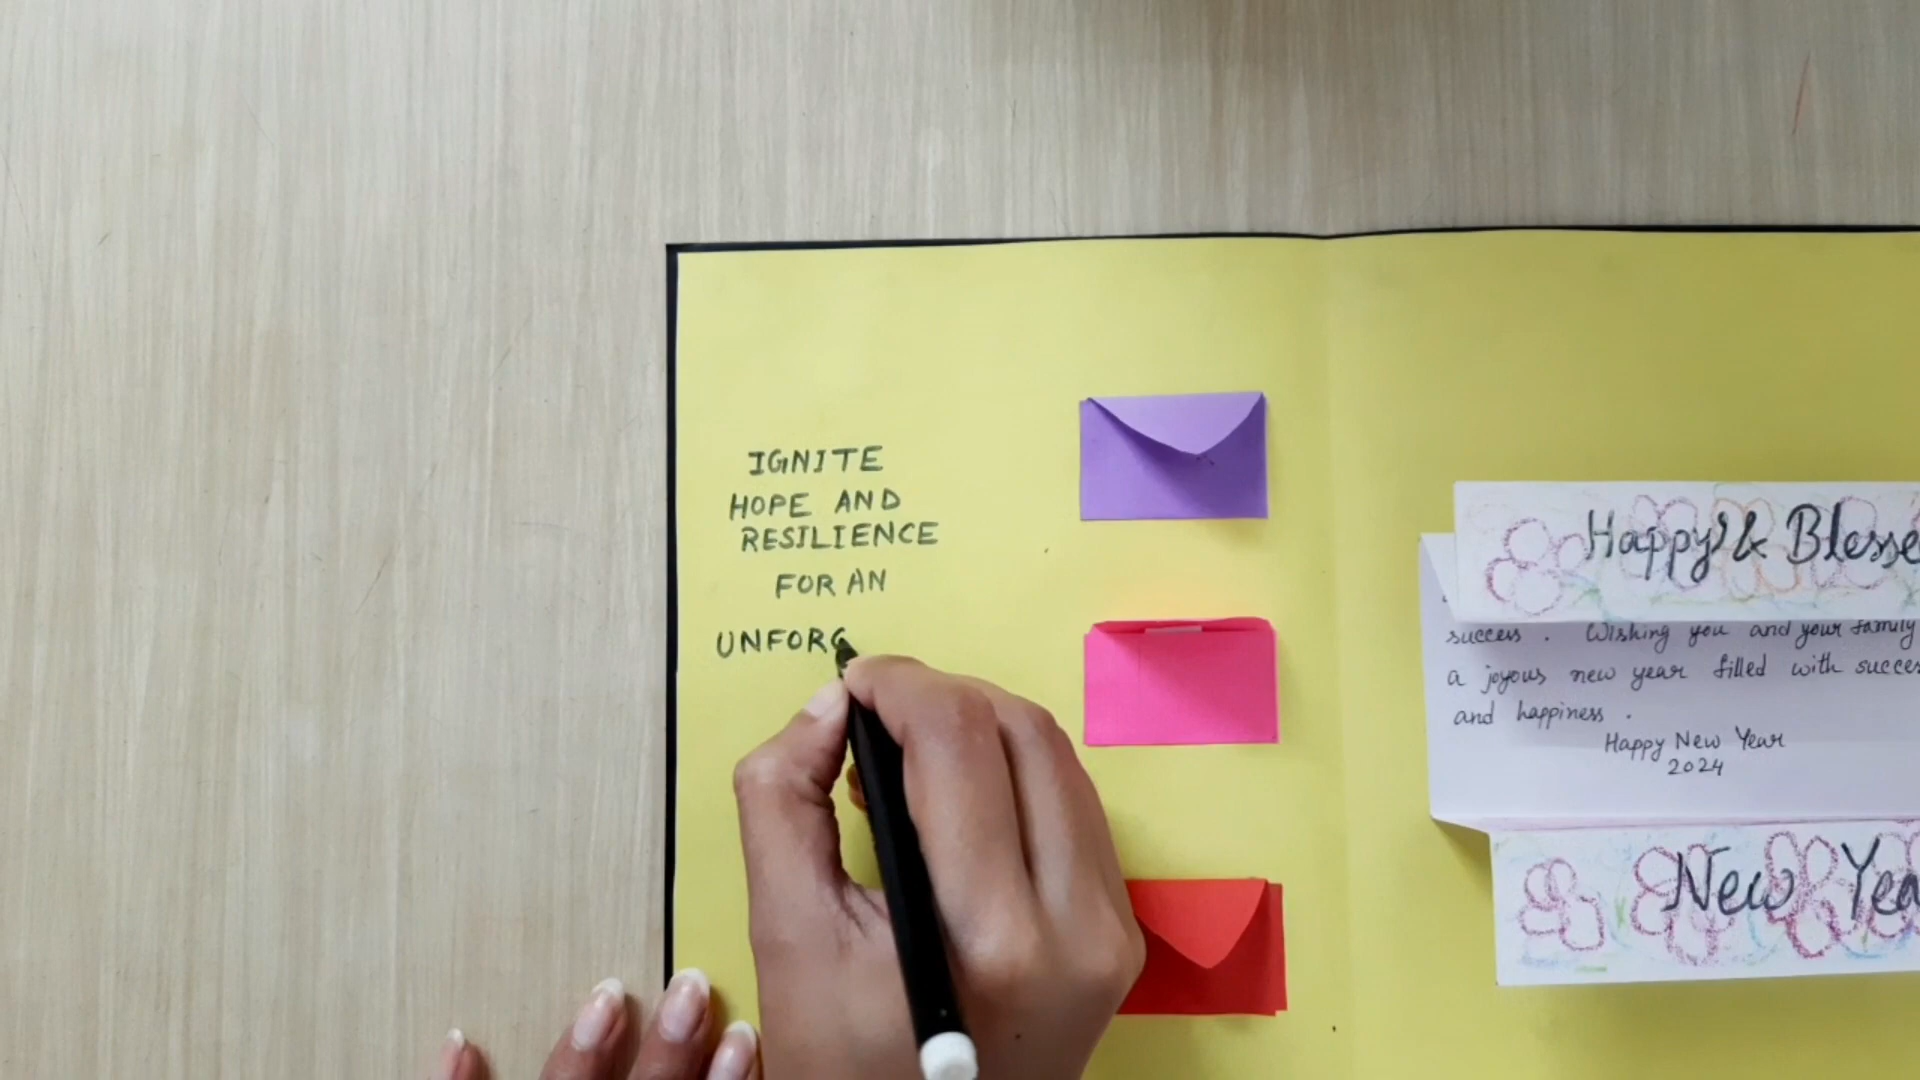 IGNITE
HOPE AND
RESILIENCE
FOR AN
UNFORG
Happy & Blesse
success. Wishing you and your family
a joyous new year filled with succes
and happiness.
Happy New Year
2024
New Yea